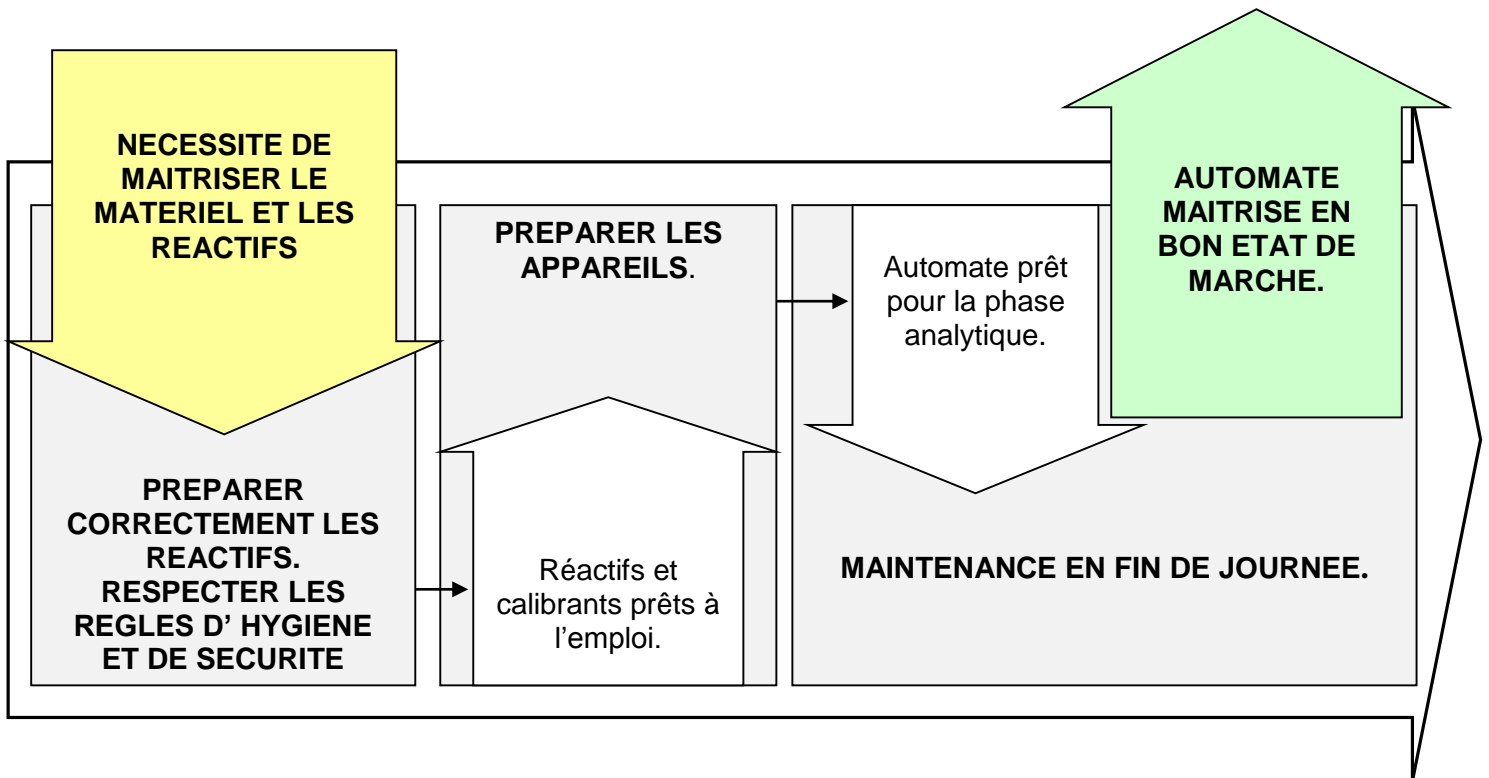 NECESSITE DE
MAITRISER LE
MATERIEL ET LES
REACTIFS
PREPARER
CORRECTEMENT LES
REACTIFS.
RESPECTER LES
REGLES D’ HYGIENE
ET DE SECURITE
PREPARER LES
APPAREILS.
Réactifs et
calibrants prêts à
l’emploi.
Automate prêt
pour la phase
analytique.
MAINTENANCE EN FIN DE JOURNEE.
AUTOMATE
MAITRISE EN
BON ETAT DE
MARCHE.